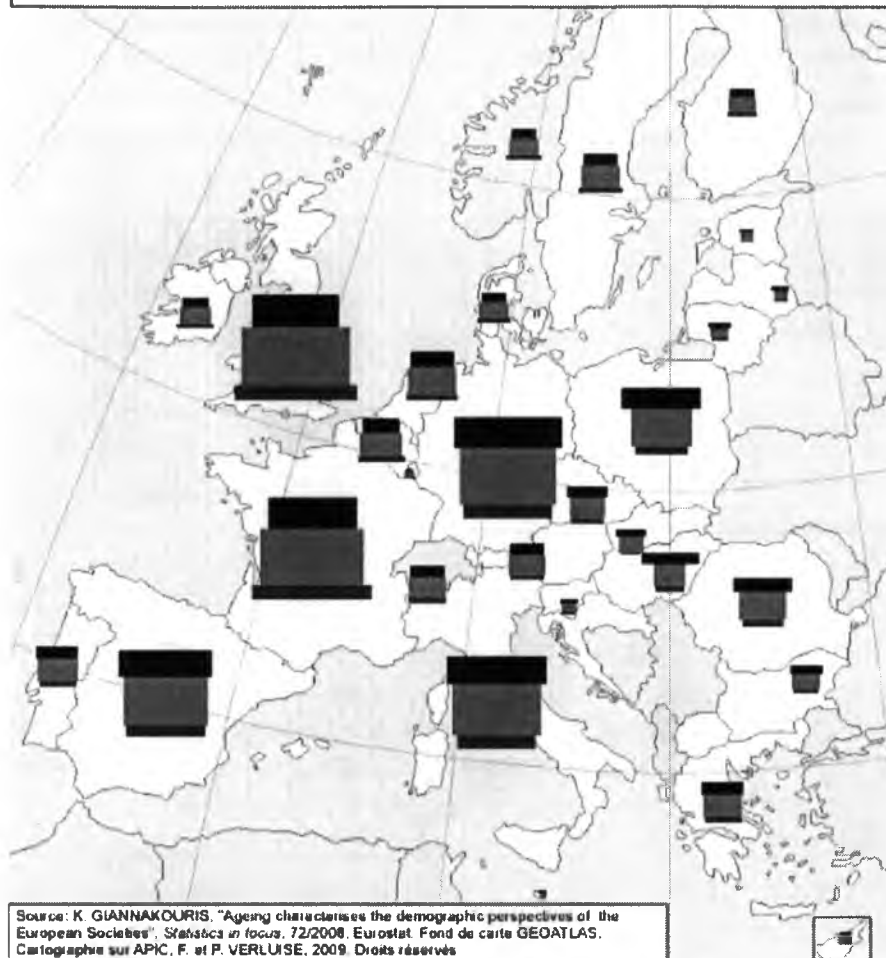 Source: K. GIANNAKOURIS, "Ageing characterises the demographic perspectives of the
European Societies", Statistics in focus, 72/2008, Eurostat. Fond de carte GEOATLAS.
Cartographie sur APIC, F. et P. VERLUISE, 2009. Droits réservés